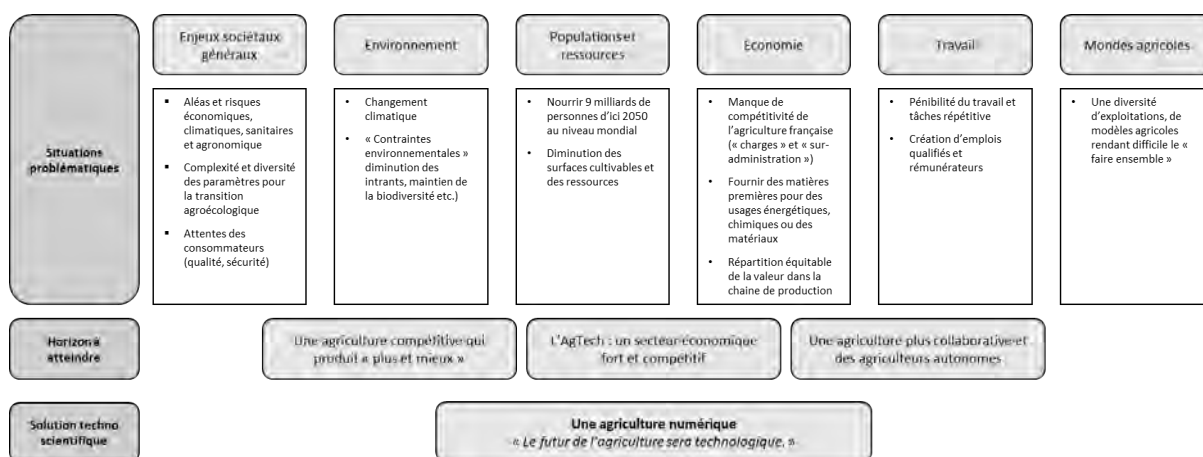 Situations
problématiques
Enjeux sociétaux
généraux
▪ Aléas et risques
économiques,
climatiques, sanitaires
et agronomique
▪ Complexité et diversité
des paramètres pour
la transition
agroécologique
▪ Attentes des
consommateurs
(qualité, sécurité)
Environnement
• Changement
climatique
• « Contraintes
environnementales »
diminution des
intrants, maintien de
la biodiversité etc.)
Populations et
ressources
• Nourrir 9 milliards de
personnes d'ici 2050
au niveau mondial
• Diminution des
surfaces cultivables et
des ressources
Economie
• Manque de
compétitivité de
l'agriculture française
(« charges » et « sur-
administration »)
• Fournir des matières
premières pour des
usages énergétiques,
chimiques ou des
matériaux
• Répartition équitable
de la valeur dans la
chaine de production
Travail
• Pénibilité du travail et
tâches répétitive
• Création d'emplois
qualifiés et
rémunérateurs
Mondes agricoles
• Une diversité
d'exploitations, de
modèles agricoles
rendant difficile le «
faire ensemble »
Horizon à
atteindre
Une agriculture compétitive qui
produit « plus et mieux »
L'AgTech : un secteur économique
fort et compétitif
Une agriculture plus collaborative et
des agriculteurs autonomes
Solution techno
scientifique
Une agriculture numérique
« Le futur de l'agriculture sera technologique. »